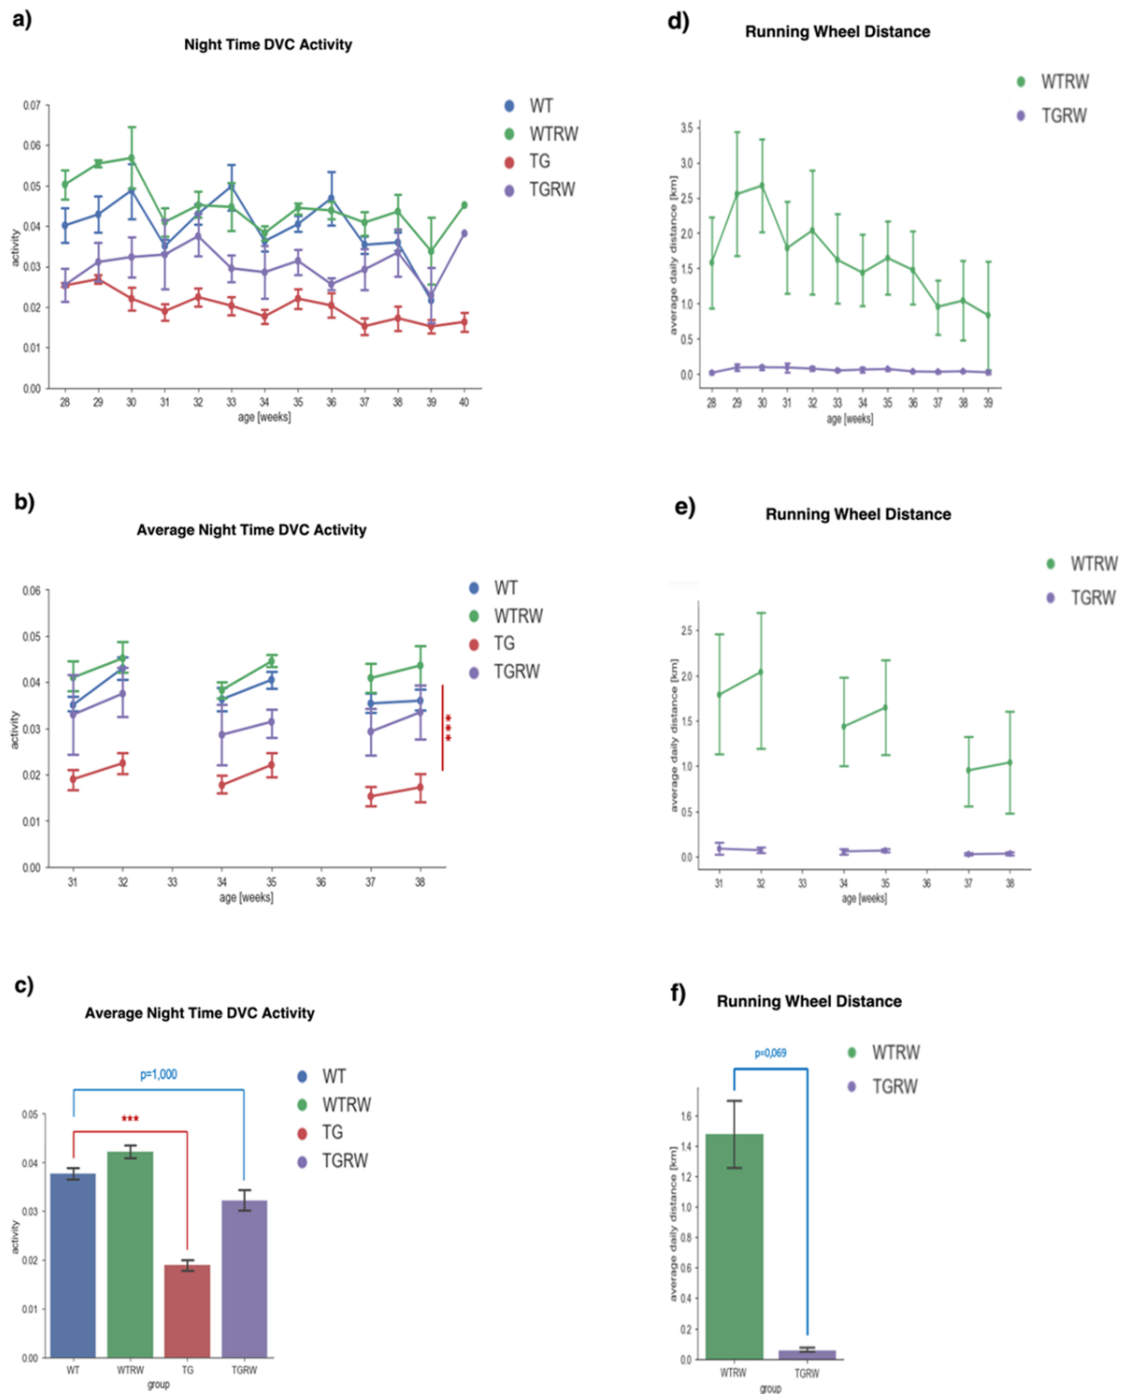 a)
Night Time DVC Activity
0.07
0.06
0.05
0.04
0.03
0.02
0.01
0.00
activity
28 29 30 31 32 33 34 35 36 37 38 39 40
age [weeks]
WT
WTRW
TG
TGRW
d)
Running Wheel Distance
3.5
3.0
2.5
2.0
1.5
1.0
0.5
0.0
average daily distance [km]
28 29 30 31 32 33 34 35 36 37 38 39
age [weeks]
WTRW
TGRW
b)
Average Night Time DVC Activity
0.06
0.05
0.04
0.03
0.02
0.01
0.00
activity
31 32 33 34 35 36 37 38
age [weeks]
WT
WTRW
TG
TGRW
***
e)
Running Wheel Distance
2.5
2.0
1.5
1.0
0.5
0.0
average daily distance [km]
31 32 33 34 35 36 37 38
age [weeks]
WTRW
TGRW
c)
Average Night Time DVC Activity
p=1,000
***
0.05
0.04
0.03
0.02
0.01
0.00
activity
WT WTRW TG TGRW
group
WT
WTRW
TG
TGRW
f)
Running Wheel Distance
p=0,069
1.6
1.4
1.2
1.0
0.8
0.6
0.4
0.2
0.0
average daily distance [km]
WTRW TGRW
group
WTRW
TGRW